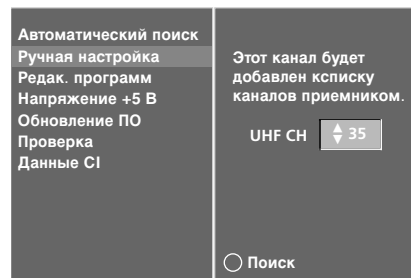 Автоматический поиск
Ручная настройка
Редак. программ
Напряжение +5 В
Обновление ПО
Проверка
Данные CI
Этот канал будет
добавлен ксписку
каналов приемником.
UHF CH 35
Поиск